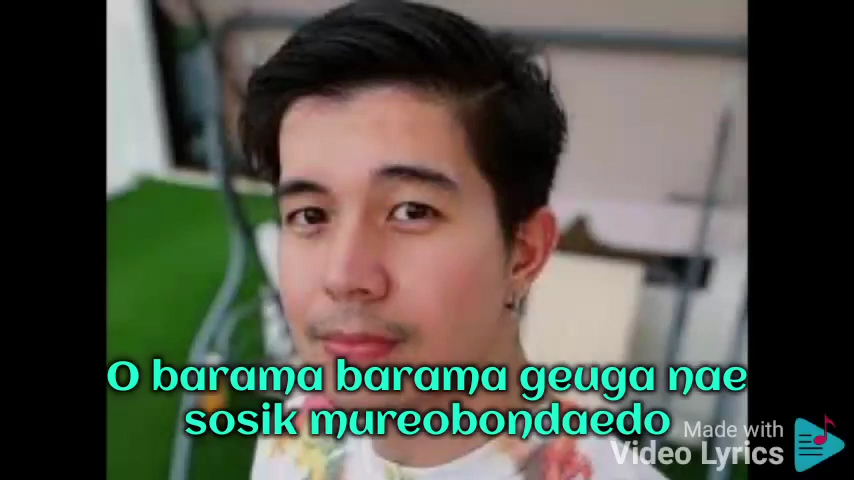 O barama barama geuga nae
sosik mureobondaedo
Made with
Video Lyrics